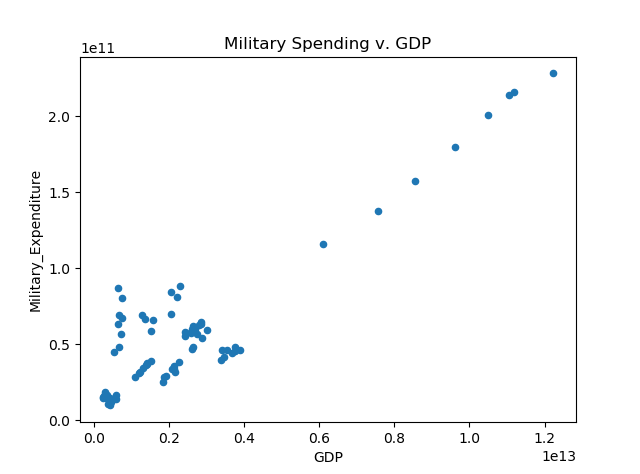 Military Spending v. GDP
1e11
2.0
1.5
1.0
0.5
0.0
Military_Expenditure
0.0 0.2 0.4 0.6 0.8 1.0 1.2
1e13
GDP